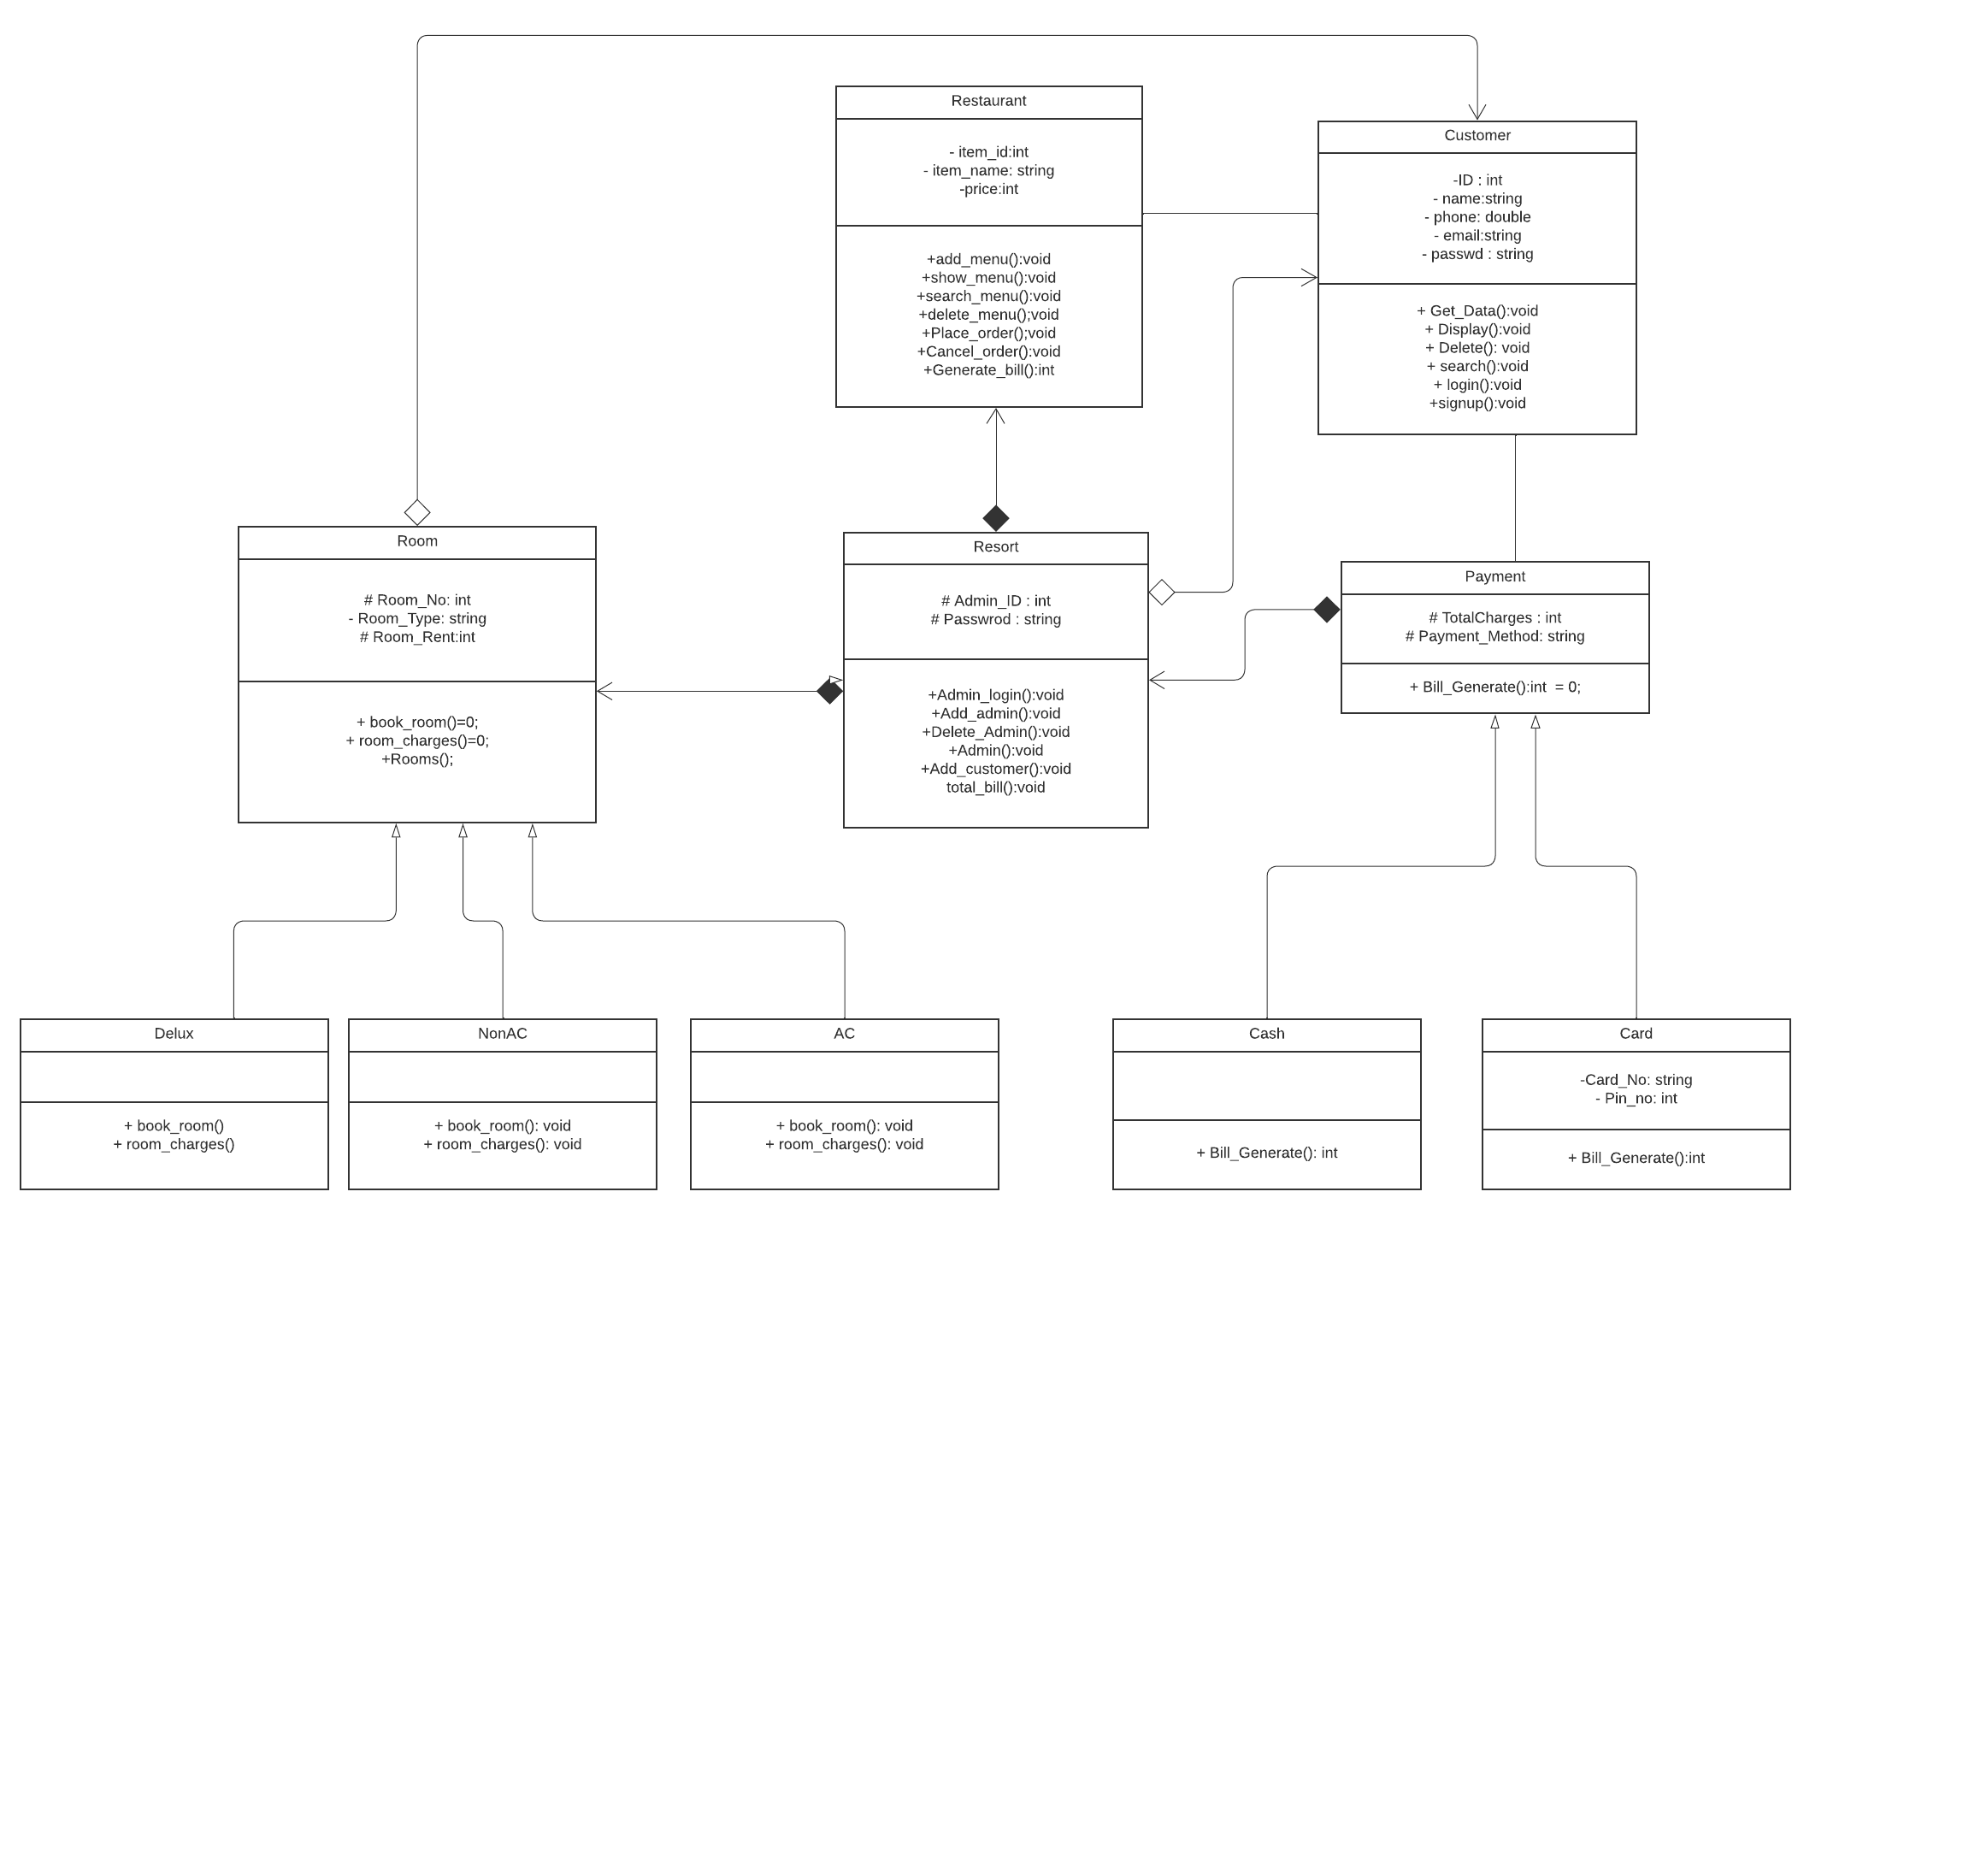 Restaurant
- item_id:int
- item_name: string
-price:int
+add_menu():void
+show_menu():void
+search_menu():void
+delete_menu();void
+Place_order();void
+Cancel_order():void
+Generate_bill():int
Customer
-ID : int
- name:string
- phone: double
- email:string
- passwd : string
+ Get_Data():void
+ Display():void
+ Delete(): void
+ search():void
+ login():void
+signup():void
Room
# Room_No: int
- Room_Type: string
# Room_Rent:int
+ book_room()=0;
+ room_charges()=0;
+Rooms();
Resort
# Admin_ID : int
# Passwrod : string
+Admin_login():void
+Add_admin():void
+Delete_Admin():void
+Admin():void
+Add_customer():void
total_bill():void
Payment
# TotalCharges : int
# Payment_Method: string
+ Bill_Generate():int  = 0;
Delux
+ book_room()
+ room_charges()
NonAC
+ book_room(): void
+ room_charges(): void
AC
+ book_room(): void
+ room_charges(): void
Cash
+ Bill_Generate(): int
Card
-Card_No: string
- Pin_no: int
+ Bill_Generate():int